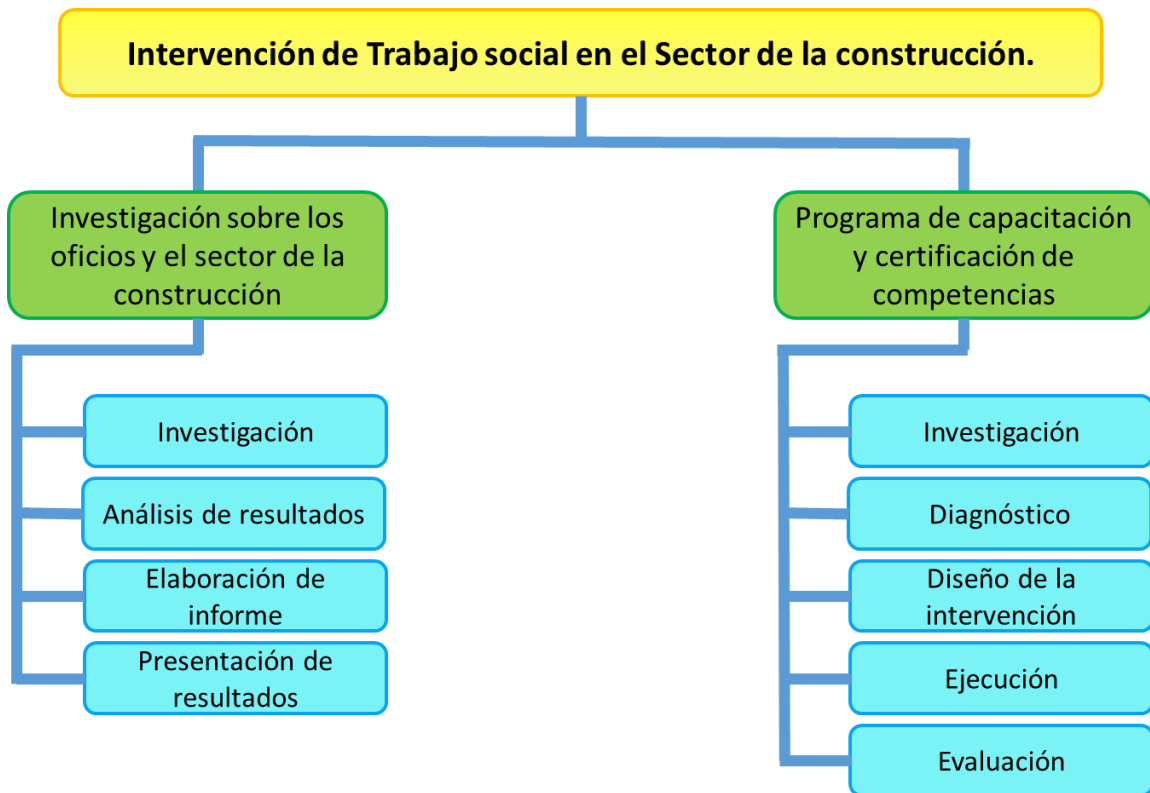 Intervención de Trabajo social en el Sector de la construcción.
Investigación sobre los
oficios y el sector de la
construcción
Investigación
Análisis de resultados
Elaboración de
informe
Presentación de
resultados
Programa de capacitación
y certificación de
competencias
Investigación
Diagnóstico
Diseño de la
intervención
Ejecución
Evaluación